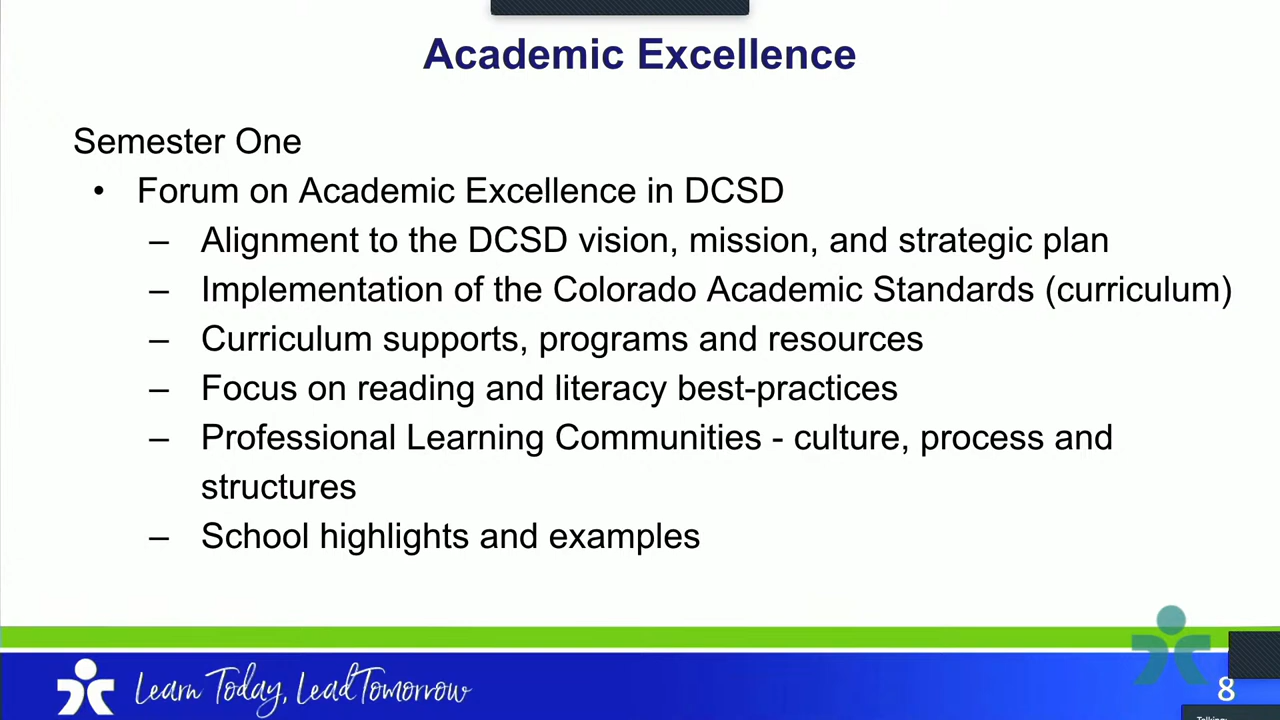 Academic Excellence
Semester One
• Forum on Academic Excellence in DCSD
– Alignment to the DCSD vision, mission, and strategic plan
– Implementation of the Colorado Academic Standards (curriculum)
– Curriculum supports, programs and resources
– Focus on reading and literacy best-practices
– Professional Learning Communities - culture, process and
structures
– School highlights and examples
Learn Today, Lead Tomorrow
8
Talking: